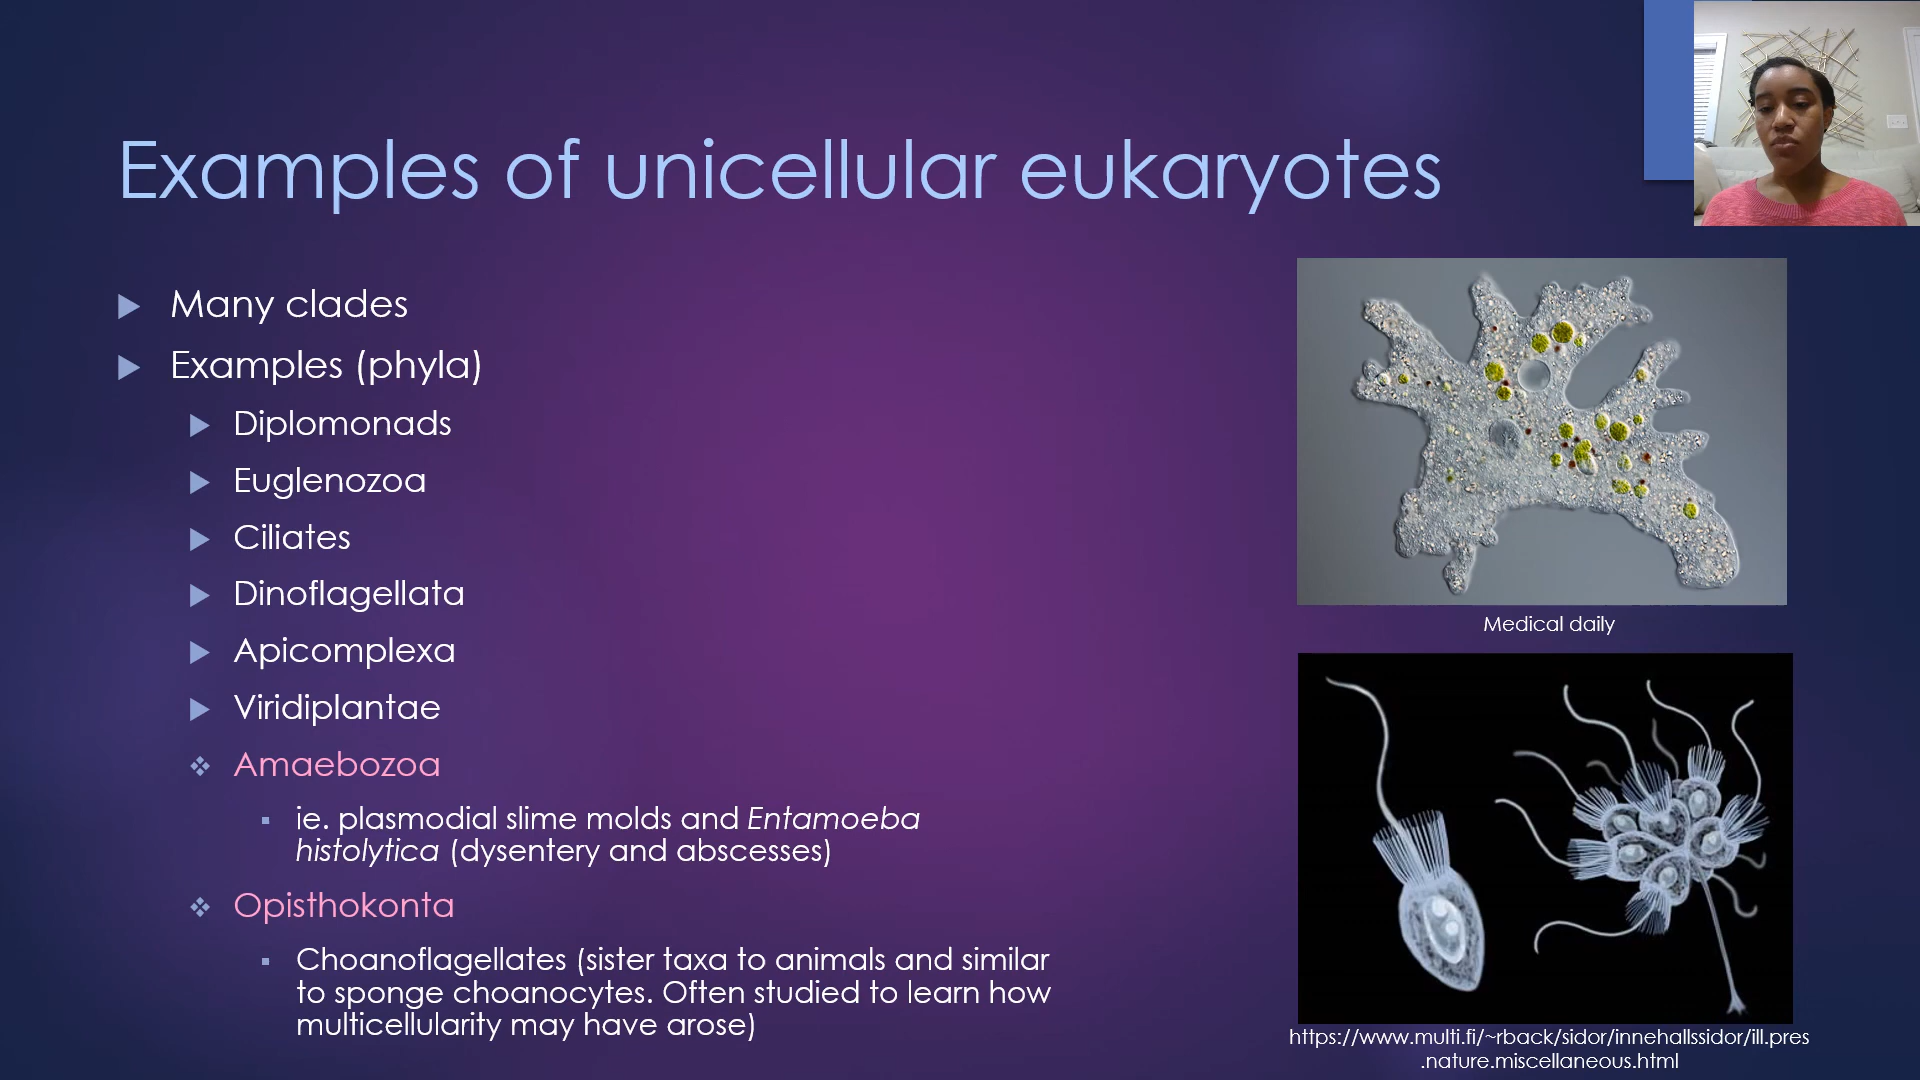 Examples of unicellular eukaryotes
Many clades
Examples (phyla)
Diplomonads
Euglenozoa
Ciliates
Dinoflagellata
Apicomplexa
Viridiplantae
Amaebozoa
ie. plasmodial slime molds and Entamoeba
histolytica (dysentery and abscesses)
Opisthokonta
Choanoflagellates (sister taxa to animals and similar
to sponge choanocytes. Often studied to learn how
multicellularity may have arose)
Medical daily
https://www.multi.fi/~rback/sidor/innehallssidor/ill.pres
.nature.miscellaneous.html